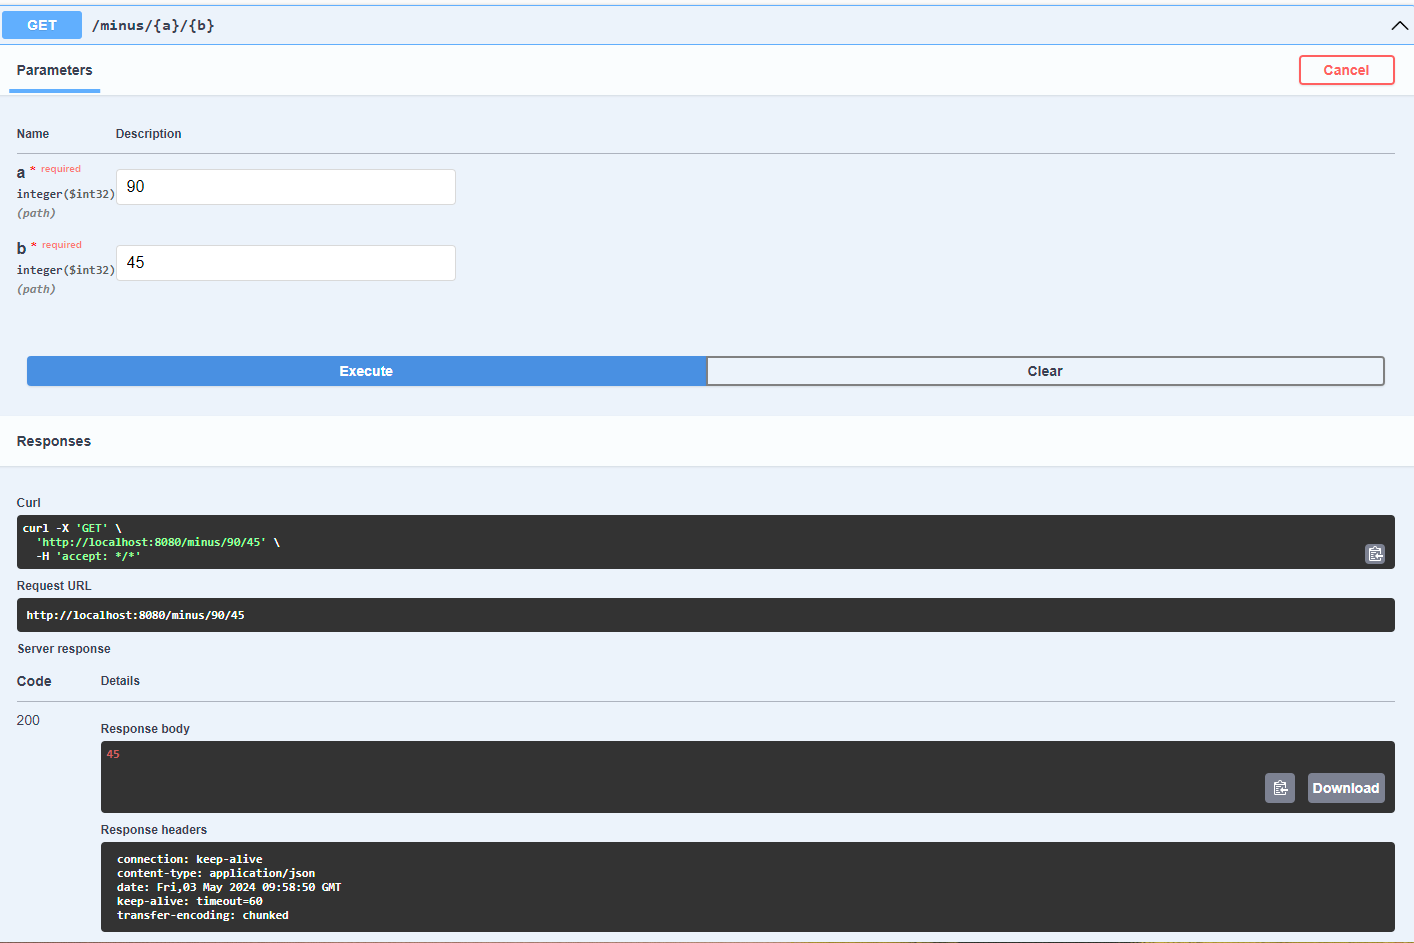 GET /minus/{a}/{b}
Parameters
Cancel
Name Description
a * required
integer($int32)
(path)
90
b * required
integer($int32)
(path)
45
Execute Clear
Responses
Curl
curl -X 'GET' \
'http://localhost:8080/minus/90/45' \
-H 'accept: */*'
Request URL
http://localhost:8080/minus/90/45
Server response
Code Details
200
Response body
45
Download
Response headers
connection: keep-alive
content-type: application/json
date: Fri,03 May 2024 09:58:50 GMT
keep-alive: timeout=60
transfer-encoding: chunked